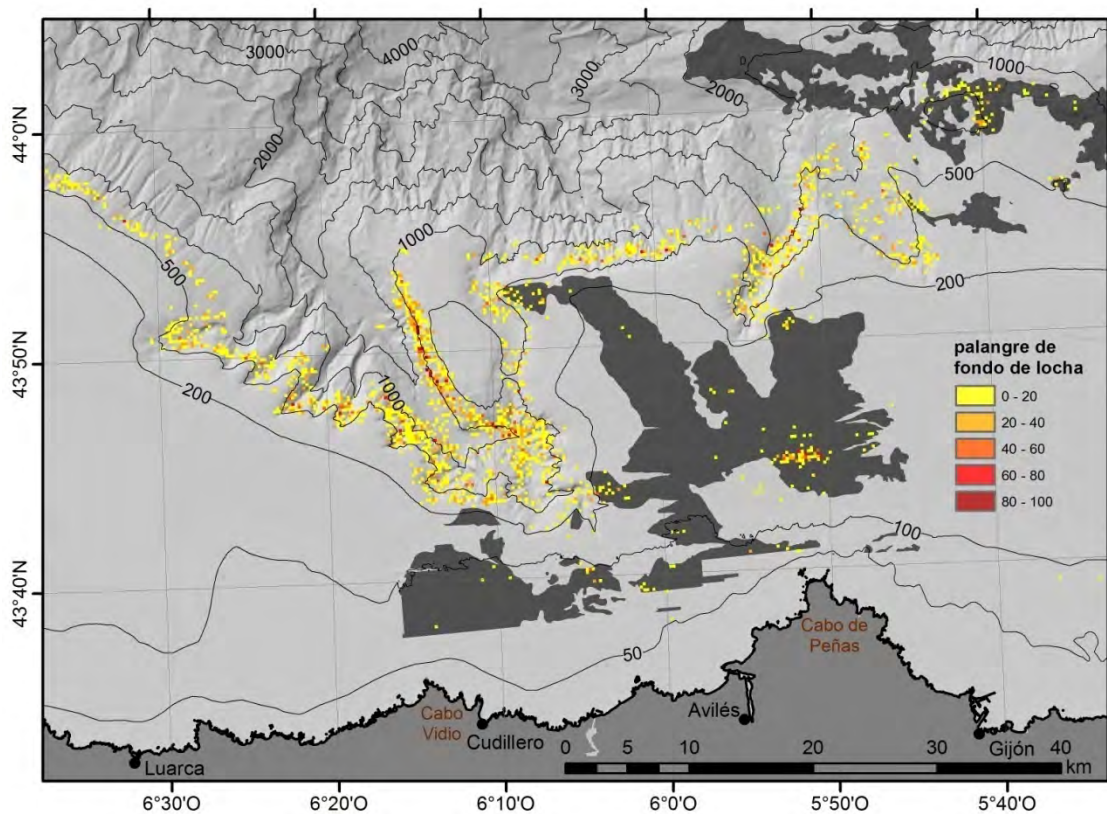 3000
4000
3000
2000
1000
2000
500
1000
500
200
200
1000
100
50
44°0'N
43°50'N
43°40'N
palangre de
fondo de locha
0 - 20
20 - 40
40 - 60
60 - 80
80 - 100
Cabo de
Peñas
Cabo
Vidio
Cudillero
Avilés
Gijón
Luarca
0 5 10 20 30 40
km
6°30'O 6°20'O 6°10'O 6°0'O 5°50'O 5°40'O